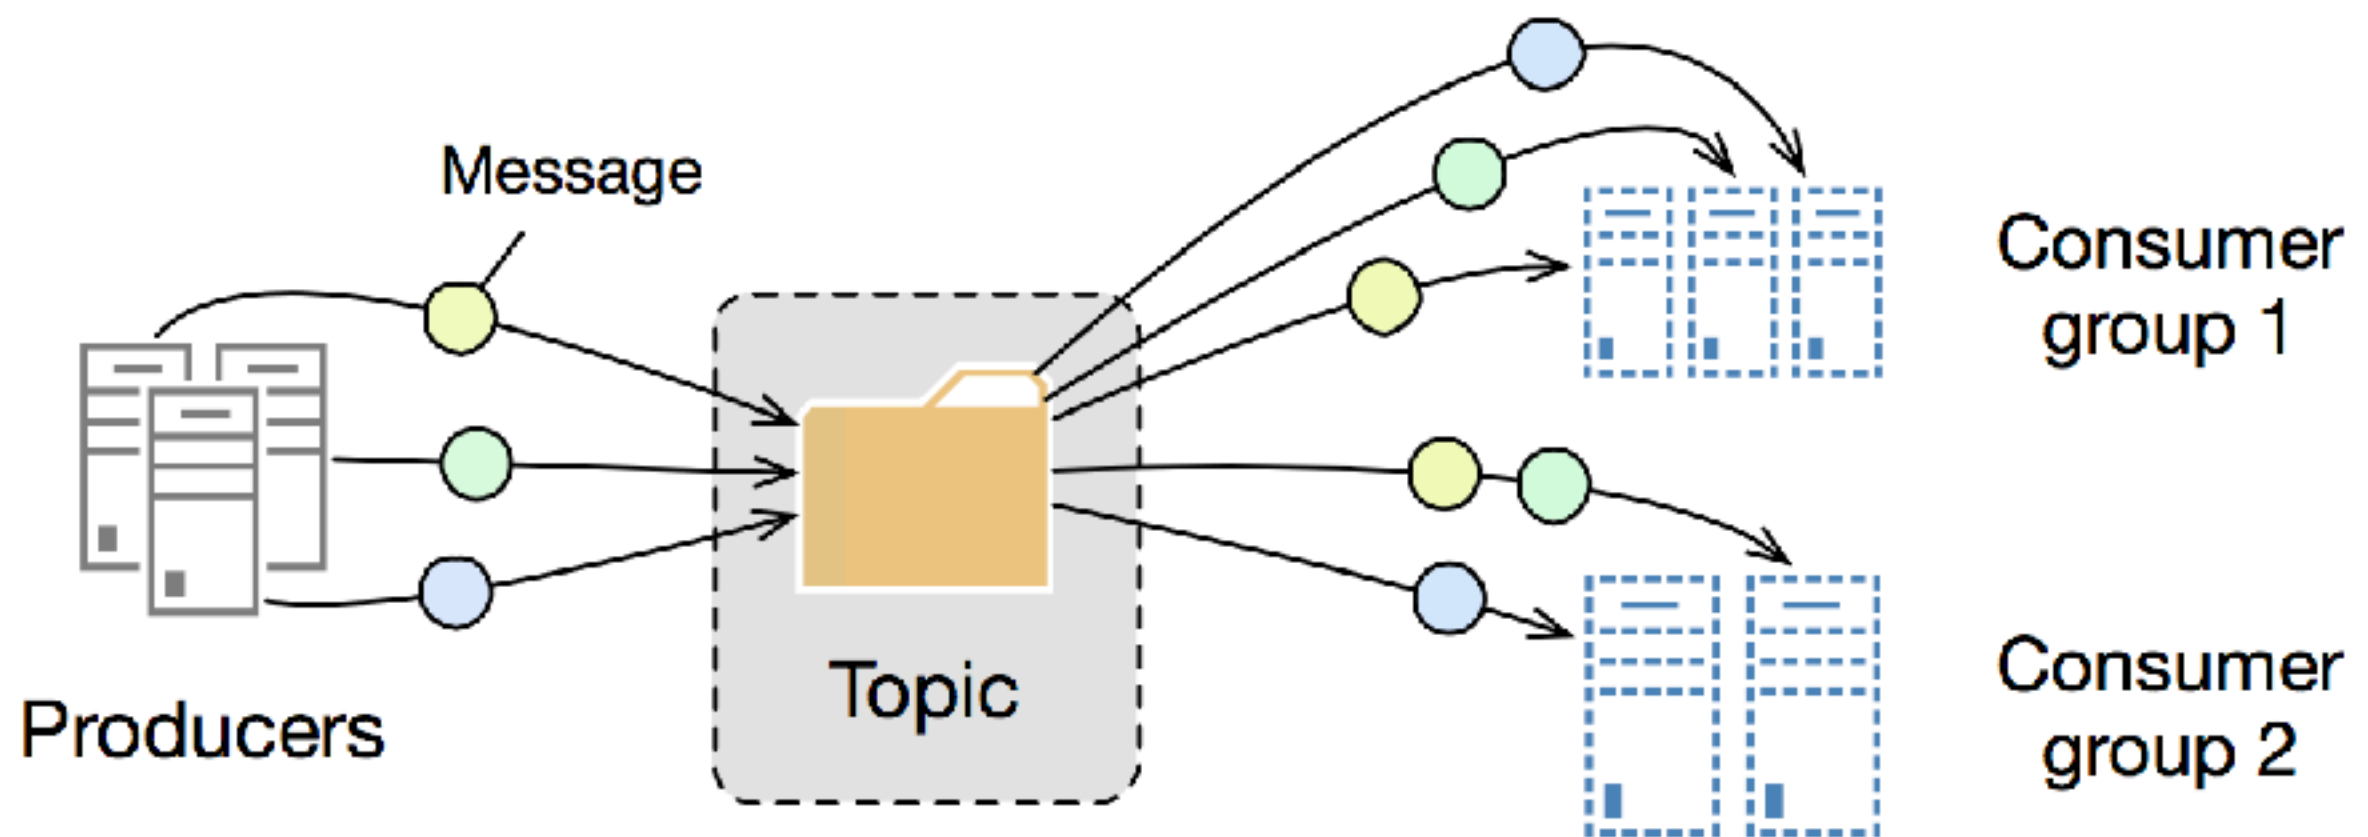 Message
Consumer
group 1
Topic
Producers
Consumer
group 2